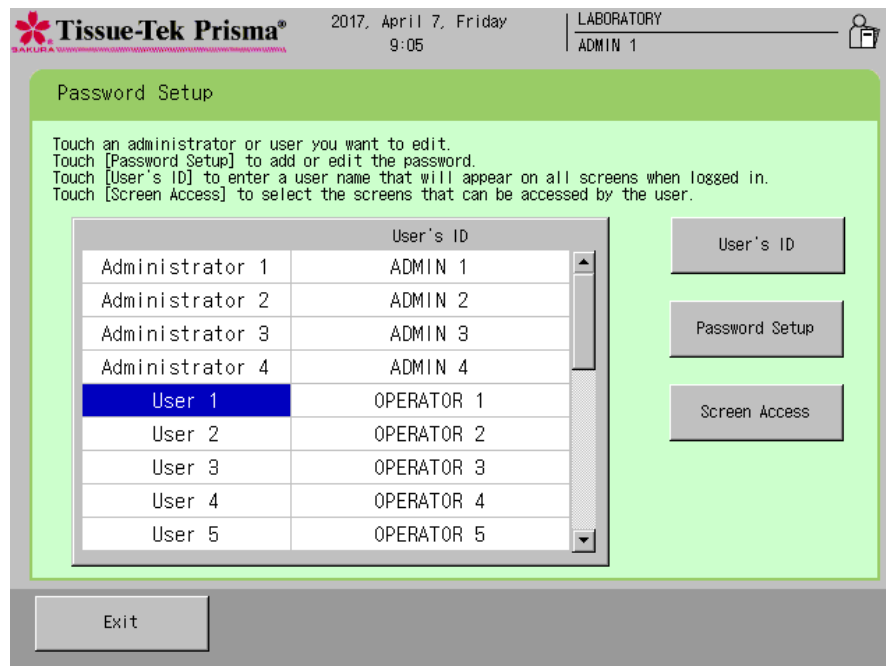 Tissue-Tek Prisma®
SAKURA
2017, April 7, Friday
9:05
LABORATORY
ADMIN 1
Password Setup
Touch an administrator or user you want to edit.
Touch [Password Setup] to add or edit the password.
Touch [User's ID] to enter a user name that will appear on all screens when logged in.
Touch [Screen Access] to select the screens that can be accessed by the user.
User's ID
Administrator 1 ADMIN 1
Administrator 2 ADMIN 2
Administrator 3 ADMIN 3
Administrator 4 ADMIN 4
User 1 OPERATOR 1
User 2 OPERATOR 2
User 3 OPERATOR 3
User 4 OPERATOR 4
User 5 OPERATOR 5
User's ID
Password Setup
Screen Access
Exit